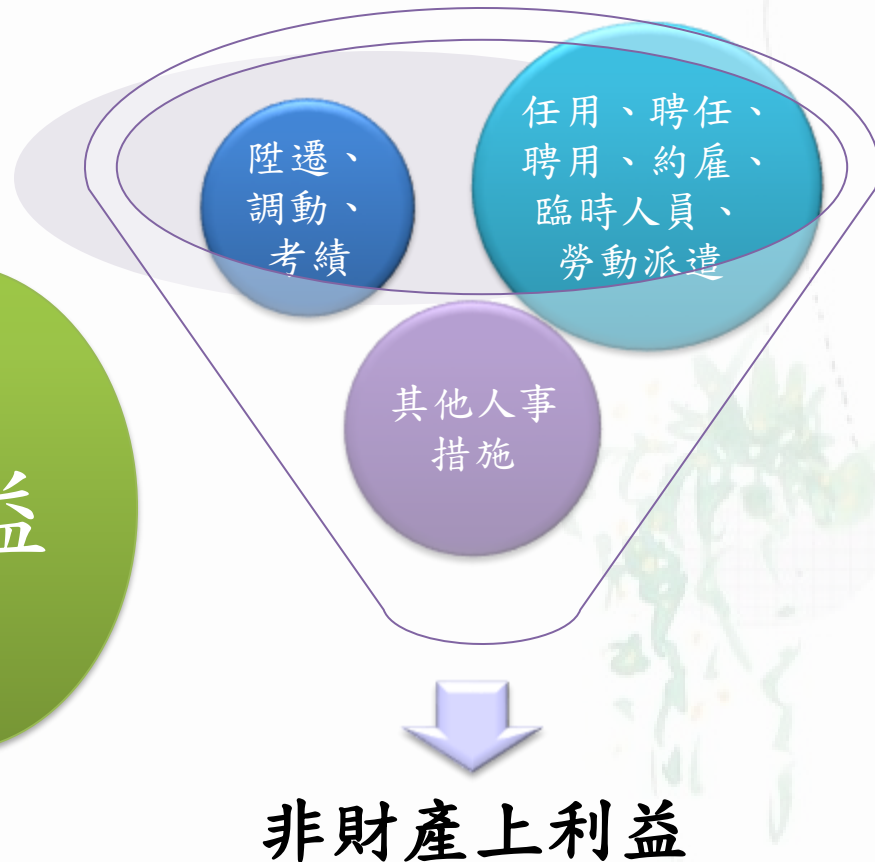 陞遷、
調動、
考績
任用、聘任、
聘用、約雇、
臨時人員、
勞動派遣
其他人事
措施
益
非財產上利益